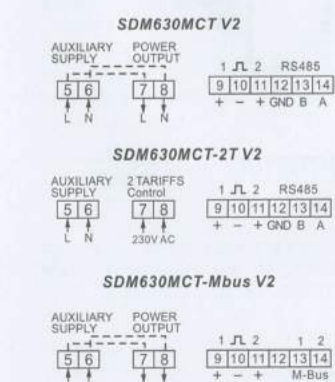 SDM630MCT V2
AUXILIARY SUPPLY POWER OUTPUT 1 2 RS485
5 6 7 8 9 10 11 12 13 14
L N L N + − + GND B A
SDM630MCT-2T V2
AUXILIARY SUPPLY 2 TARIFFS Control 1 2 RS485
5 6 7 8 9 10 11 12 13 14
L N 230V AC + − + GND B A
SDM630MCT-Mbus V2
AUXILIARY SUPPLY POWER OUTPUT 1 2 1 2
5 6 7 8 9 10 11 12 13 14
+ − + M-Bus